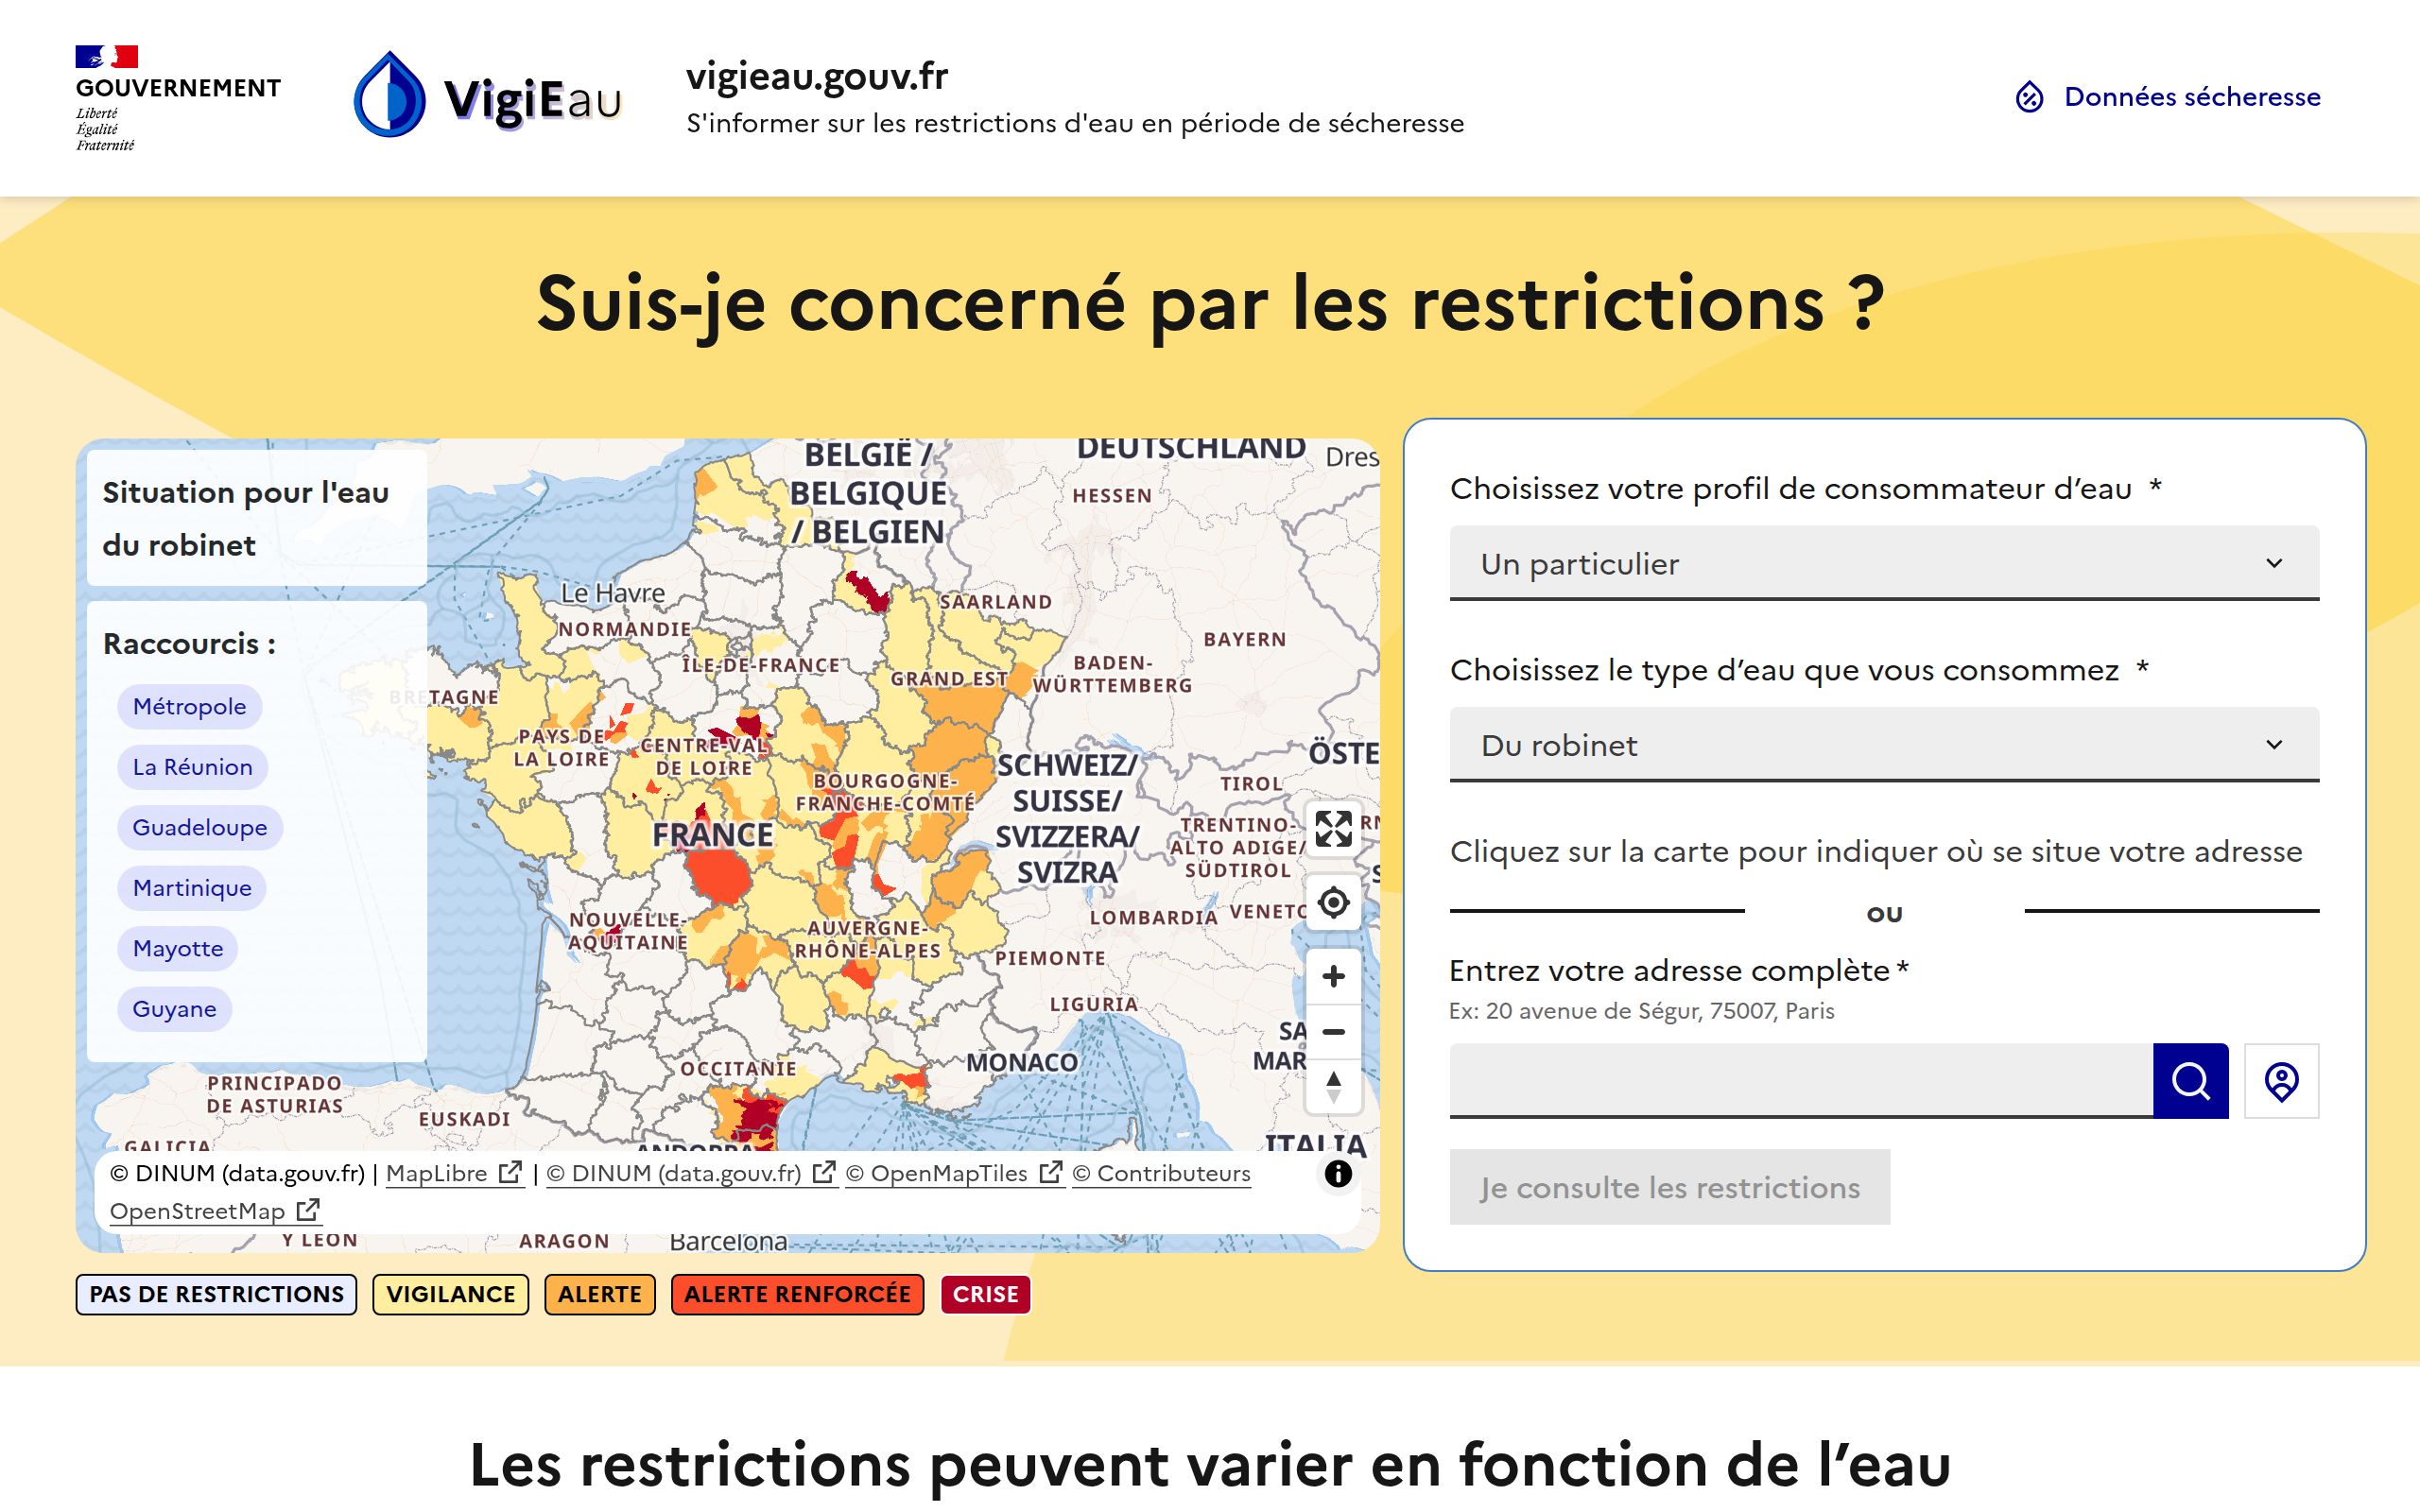 GOUVERNEMENT
Liberté
Égalité
Fraternité
VigiEau
vigieau.gouv.fr
S'informer sur les restrictions d'eau en période de sécheresse
Données sécheresse
Suis-je concerné par les restrictions ?
Situation pour l'eau
du robinet
Raccourcis :
Métropole
La Réunion
Guadeloupe
Martinique
Mayotte
Guyane
BELGIË /
BELGIQUE
/ BELGIEN
DEUTSCHLAND
Dres
HESSEN
Le Havre
NORMANDIE
SAARLAND
BAYERN
ÎLE-DE-FRANCE
GRAND EST
BADEN-
WÜRTTEMBERG
BRETAGNE
PAYS DE
LA LOIRE
CENTRE-VAL
DE LOIRE
BOURGOGNE-
FRANCHE-COMTÉ
SCHWEIZ/
SUISSE/
SVIZZERA/
SVIZRA
ÖSTE
TIROL
TRENTINO-
ALTO ADIGE/
SÜDTIROL
FRANCE
NOUVELLE-
AQUITAINE
AUVERGNE-
RHÔNE-ALPES
LOMBARDIA
VENETO
PIEMONTE
LIGURIA
SA
MAR
MONACO
OCCITANIE
PRINCIPADO
DE ASTURIAS
EUSKADI
GALICIA
ANDORRA
ITALIA
© DINUM (data.gouv.fr) | MapLibre | © DINUM (data.gouv.fr) © OpenMapTiles © Contributeurs
OpenStreetMap
Y LEÓN
ARAGÓN
Barcelona
PAS DE RESTRICTIONS
VIGILANCE
ALERTE
ALERTE RENFORCÉE
CRISE
Choisissez votre profil de consommateur d’eau *
Un particulier
Choisissez le type d’eau que vous consommez *
Du robinet
Cliquez sur la carte pour indiquer où se situe votre adresse
OU
Entrez votre adresse complète *
Ex: 20 avenue de Ségur, 75007, Paris
Je consulte les restrictions
Les restrictions peuvent varier en fonction de l’eau